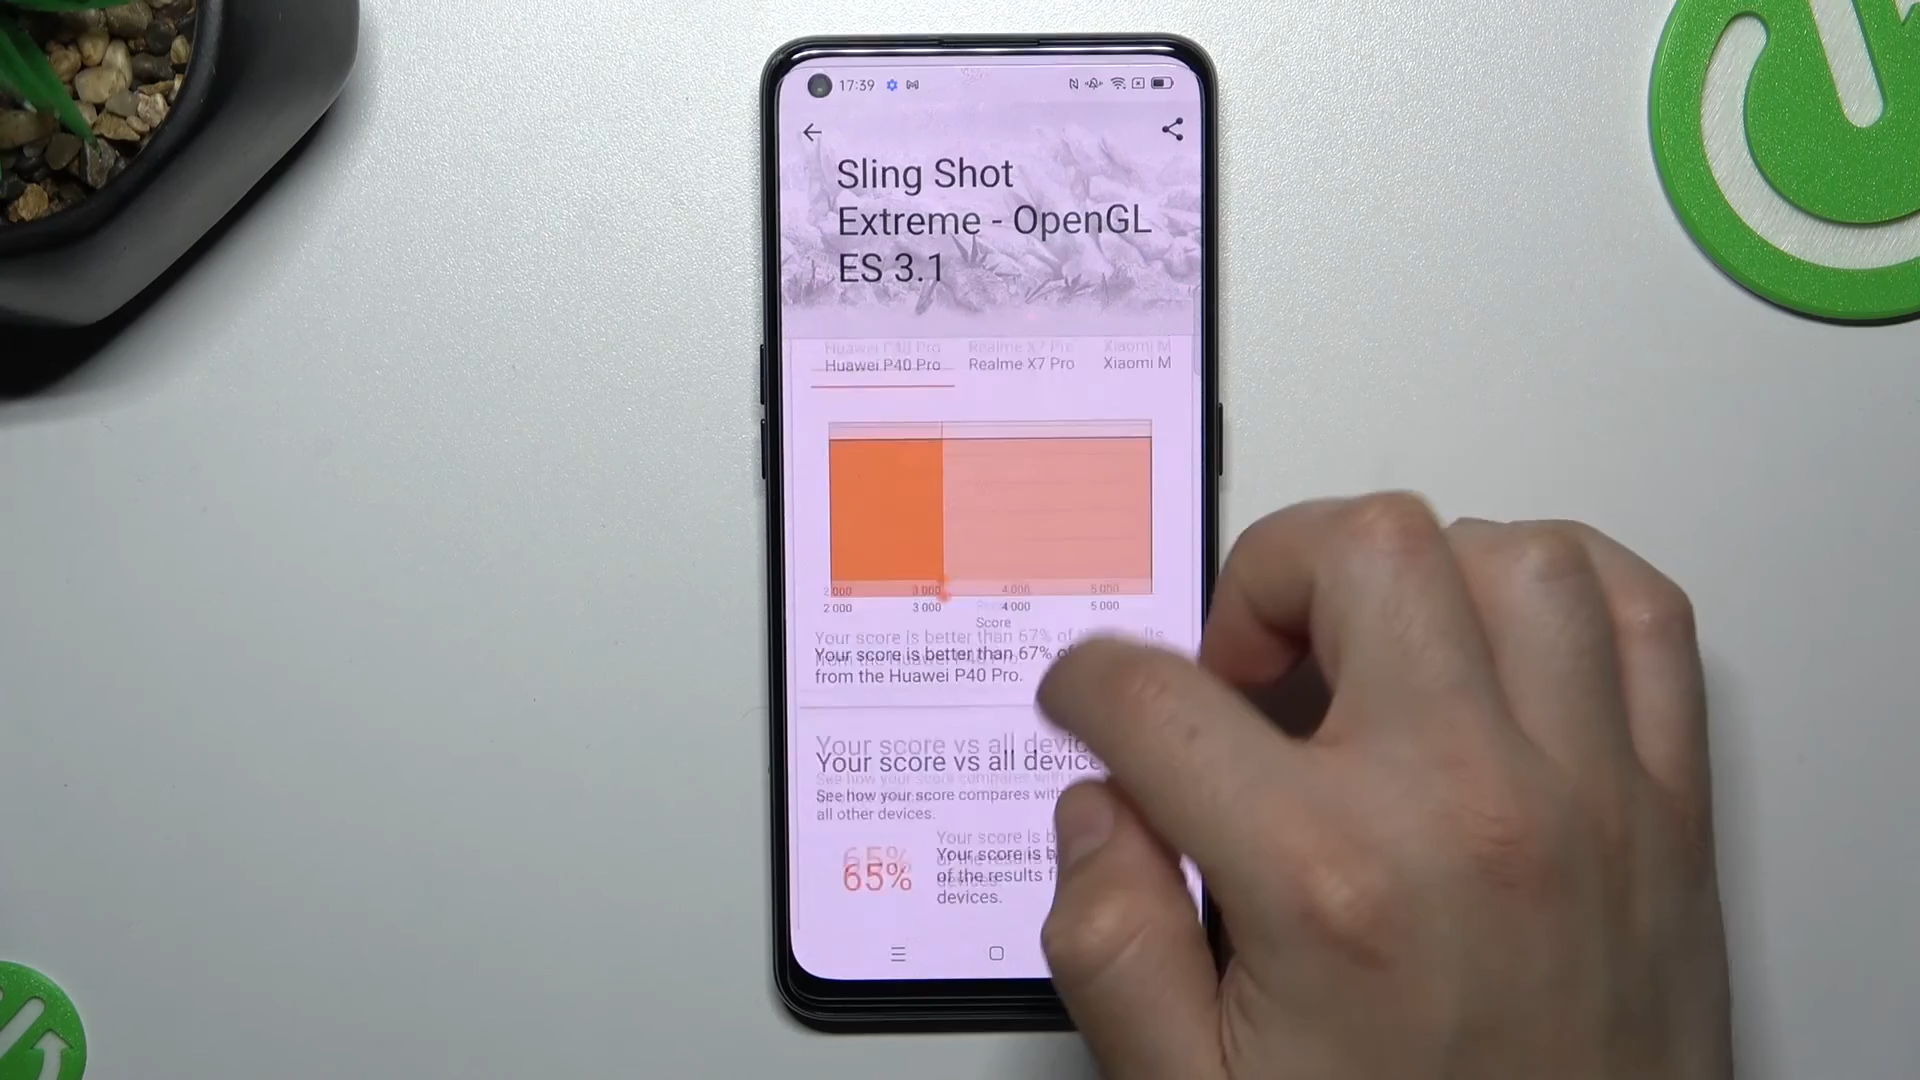 17:39
Sling Shot
Extreme - OpenGL
ES 3.1
Huawei P40 Pro Realme X7 Pro Xiaomi M
2 000 3 000 4 000 5 000
Score
Your score is better than 67% of
from the Huawei P40 Pro.
Your score vs all device
See how your score compares with
all other devices.
65%
Your score is b
of the results f
devices.